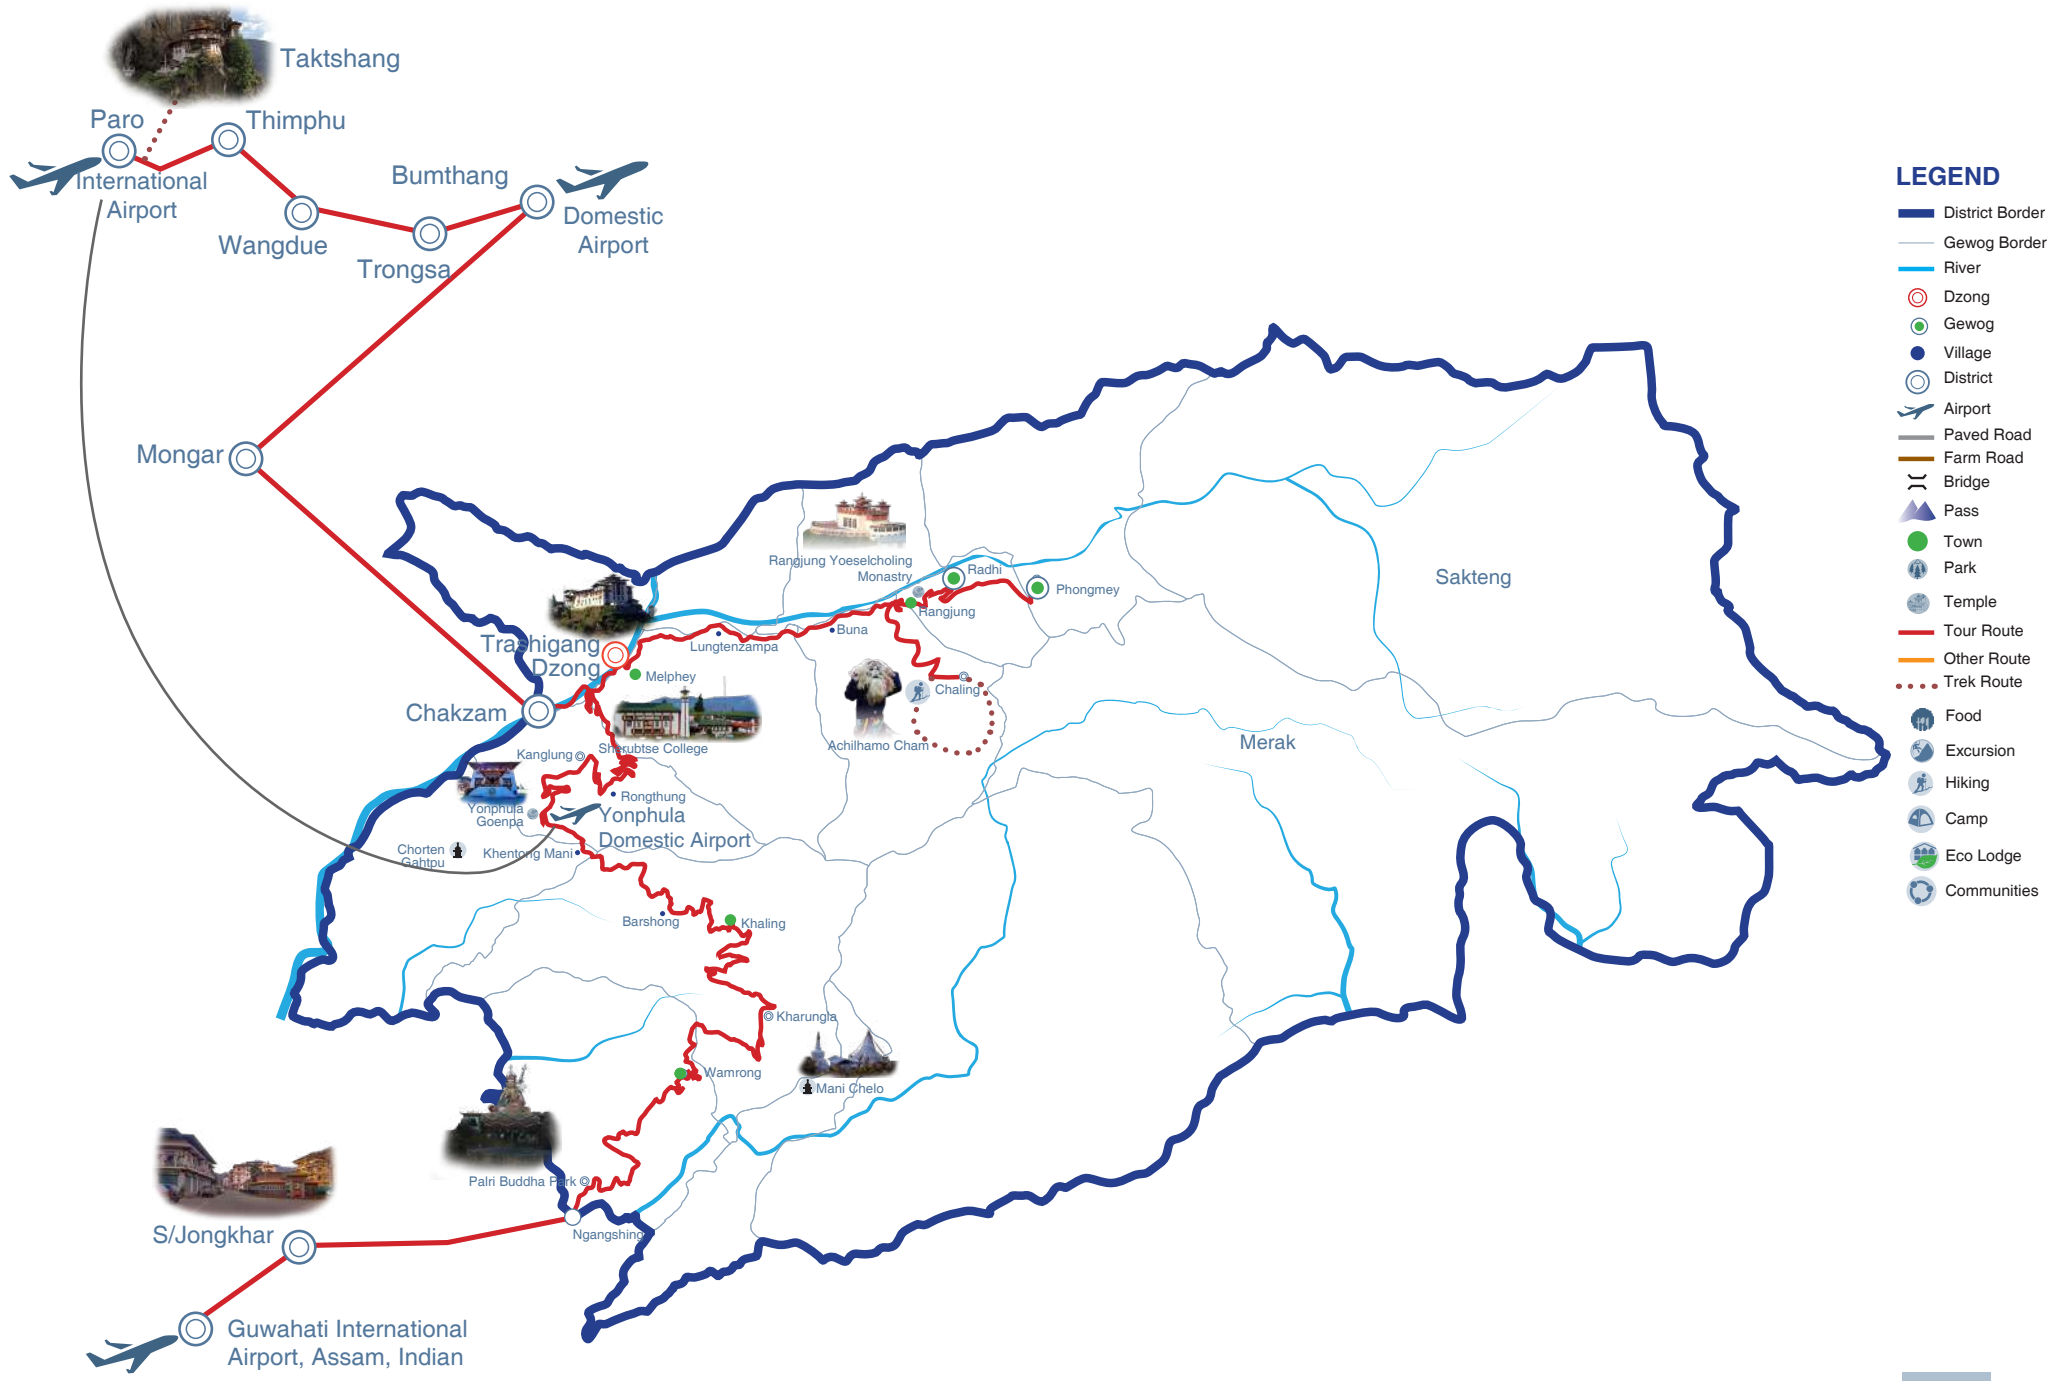 Taktshang
Paro
Thimphu
International
Airport
Bumthang
Domestic
Airport
Wangdue
Trongsa
Mongar
LEGEND
District Border
Gewog Border
River
Dzong
Gewog
Village
District
Airport
Paved Road
Farm Road
Bridge
Pass
Town
Park
Temple
Tour Route
Other Route
Trek Route
Food
Excursion
Hiking
Camp
Eco Lodge
Communities
Rangjung Yoeselcholing
Monastry
Radhi
Phongmey
Rangjung
Sakteng
Buna
Lungtenzampa
Trashigang
Dzong
Melphey
Chaling
Chakzam
Sherubtse College
Achilhamo Cham
Merak
Kanglung
Rongthung
Yonphula
Goenpa
Yonphula
Domestic Airport
Chorten
Gahtpu
Khentong Mani
Barshong
Khaling
Kharungla
Wamrong
Mani Chelo
Palri Buddha Park
Ngangshing
S/Jongkhar
Guwahati International
Airport, Assam, Indian